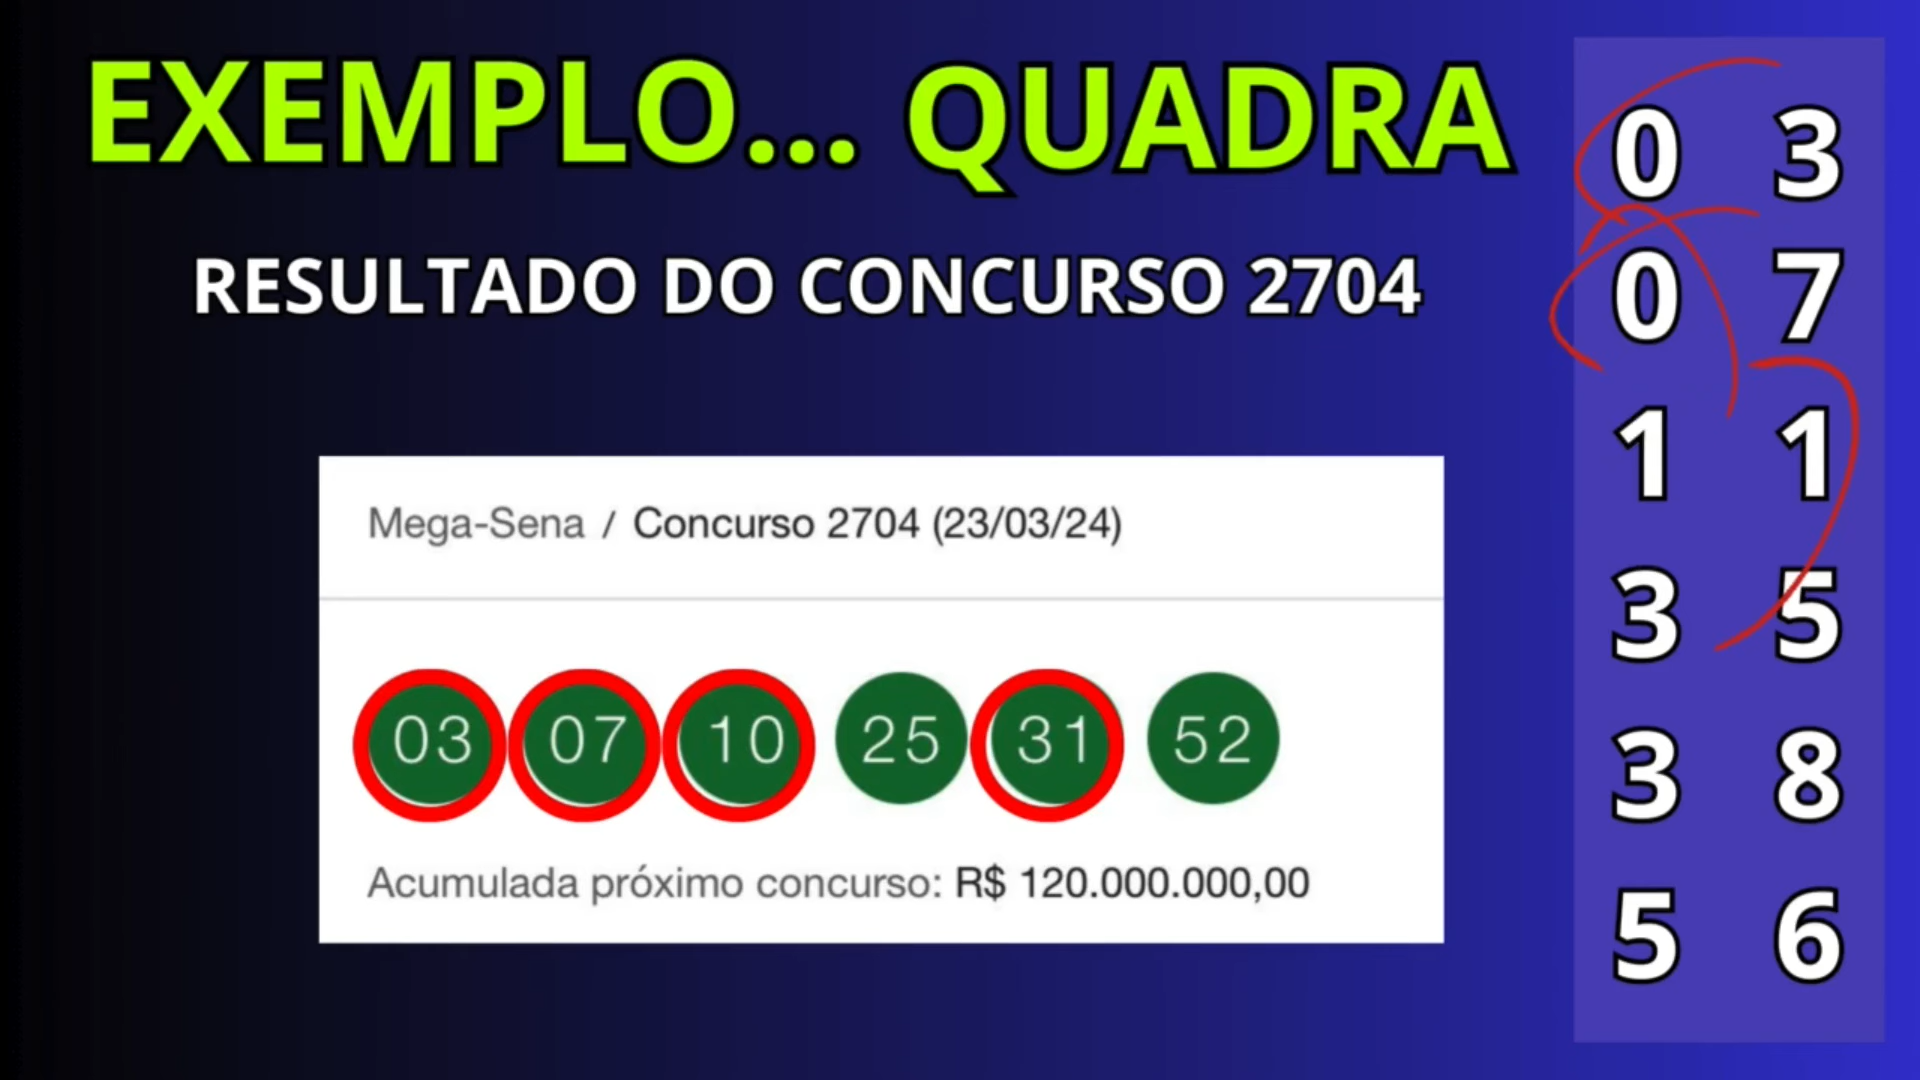 EXEMPLO... QUADRA
RESULTADO DO CONCURSO 2704
Mega-Sena / Concurso 2704 (23/03/24)
03 07 10 25 31 52
Acumulada próximo concurso: R$ 120.000.000,00
0 3
0 7
1 1
3 5
3 8
5 6